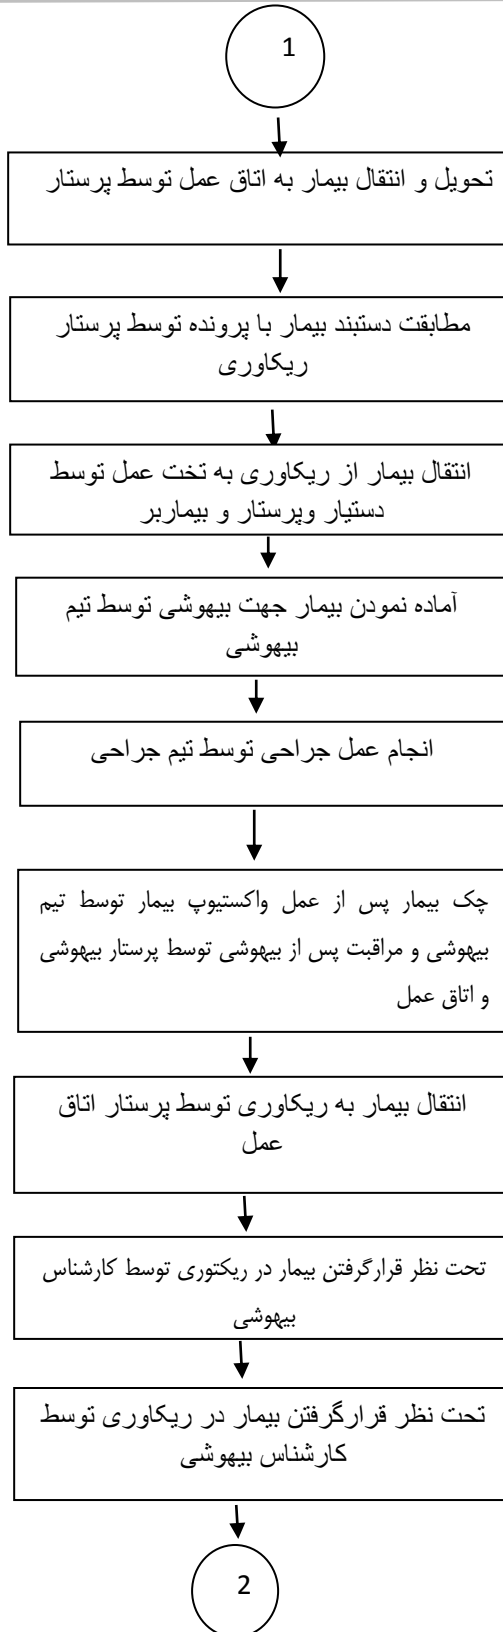 1
تحویل و انتقال بیمار به اتاق عمل توسط پرستار
مطابقت دستبند بیمار با پرونده توسط پرستار
ریکاوری
انتقال بیمار از ریکاوری به تخت عمل توسط
دستیار وپرستار و بیماربر
آماده نمودن بیمار جهت بیهوشی توسط تیم
بیهوشی
انجام عمل جراحی توسط تیم جراحی
چک بیمار پس از عمل واکستیوپ بیمار توسط تیم
بیهوشی و مراقبت پس از بیهوشی توسط پرستار بیهوشی
و اتاق عمل
انتقال بیمار به ریکاوری توسط پرستار اتاق
عمل
تحت نظر قرارگرفتن بیمار در ریکتوری توسط کارشناس
بیهوشی
تحت نظر قرارگرفتن بیمار در ریکاوری توسط
کارشناس بیهوشی
2